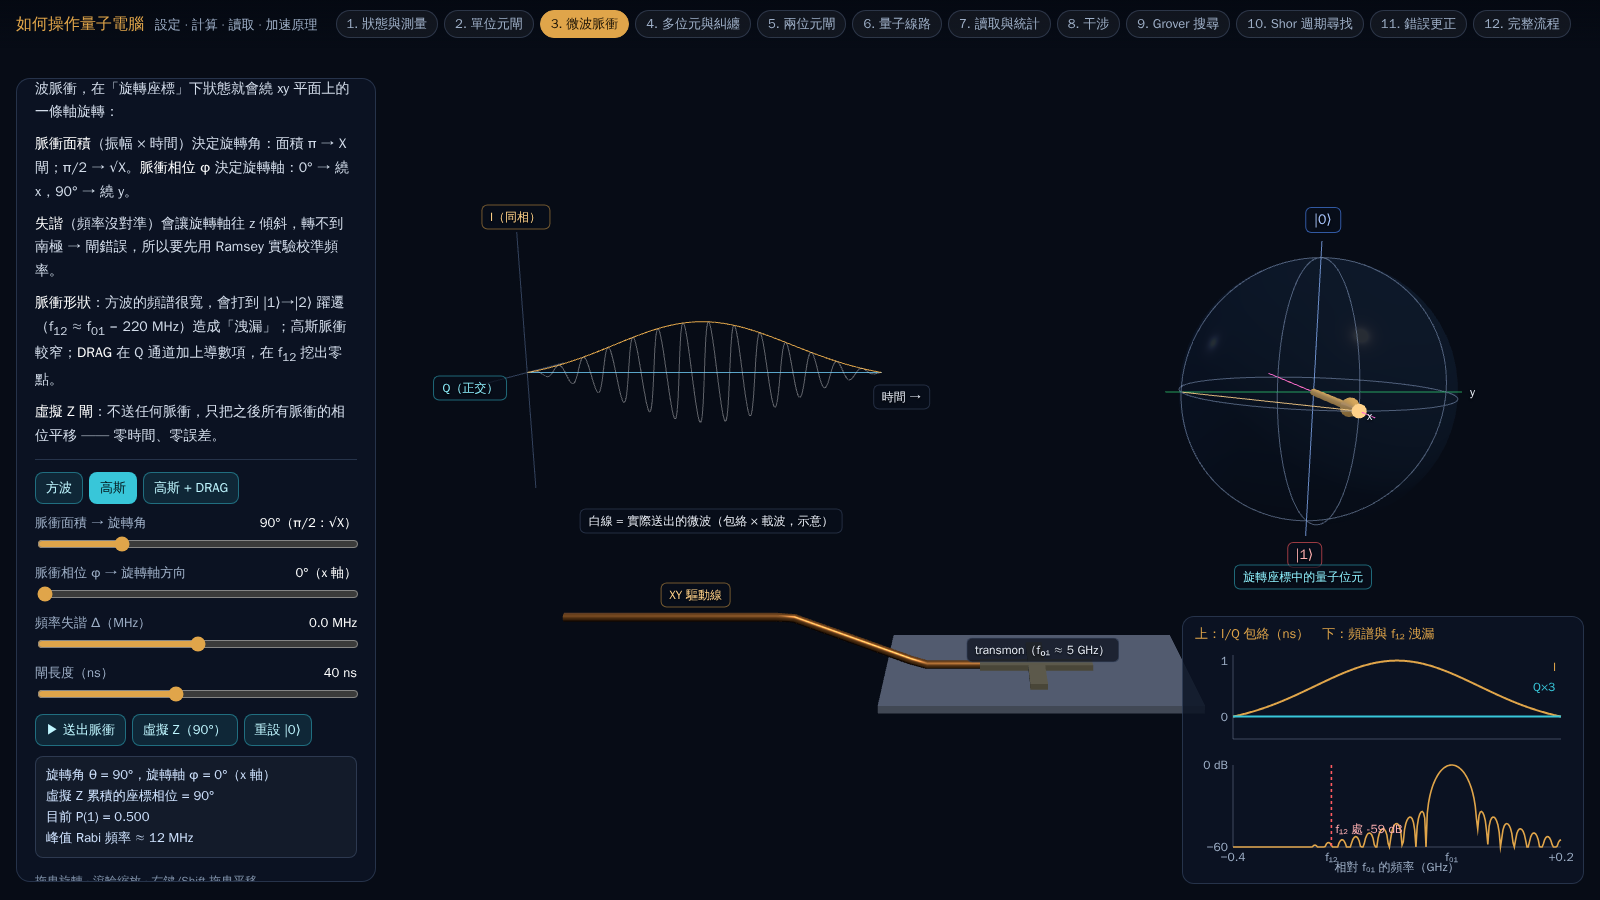 如何操作量子電腦 設定 · 計算 · 讀取 · 加速原理 1. 狀態與測量 2. 單位元閘 3. 微波脈衝 4. 多位元與糾纏 5. 兩位元閘 6. 量子線路 7. 讀取與統計 8. 干涉 9. Grover 搜尋 10. Shor 週期尋找 11. 錯誤更正 12. 完整流程
波脈衝，在「旋轉座標」下狀態就會繞 xy 平面上的
一條軸旋轉：
脈衝面積（振幅 × 時間）決定旋轉角：面積 π → X
閘；π/2 → √X。脈衝相位 φ 決定旋轉軸：0° → 繞
x，90° → 繞 y。
失諧（頻率沒對準）會讓旋轉軸往 z 傾斜，轉不到
南極 → 閘錯誤，所以要先用 Ramsey 實驗校準頻
率。
脈衝形狀：方波的頻譜很寬，會打到 |1⟩→|2⟩ 躍遷
（f₁₂ ≈ f₀₁ − 220 MHz）造成「洩漏」；高斯脈衝
較窄；DRAG 在 Q 通道加上導數項，在 f₁₂ 挖出零
點。
虛擬 Z 閘：不送任何脈衝，只把之後所有脈衝的相
位平移 —— 零時間、零誤差。
方波 高斯 高斯 + DRAG
脈衝面積 → 旋轉角 90°（π/2：√X）
脈衝相位 φ → 旋轉軸方向 0°（x 軸）
頻率失諧 Δ（MHz） 0.0 MHz
閘長度（ns） 40 ns
▶ 送出脈衝 虛擬 Z（90°） 重設 |0⟩
旋轉角 θ = 90°，旋轉軸 φ = 0°（x 軸）
虛擬 Z 累積的座標相位 = 90°
目前 P(1) = 0.500
峰值 Rabi 頻率 ≈ 12 MHz
拖曳旋轉 · 滾輪縮放 · 右鍵/Shift 拖曳平移
I（同相）
Q（正交）
時間 →
白線 = 實際送出的微波（包絡 × 載波，示意）
XY 驅動線
transmon（f₀₁ ≈ 5 GHz）
|0⟩
y
x
|1⟩
旋轉座標中的量子位元
上：I/Q 包絡（ns） 下：頻譜與 f₁₂ 洩漏
1
I
Q×3
0
0 dB
f₁₂ 處 -59 dB
−60
−0.4 f₁₂ f₀₁ +0.2
相對 f₀₁ 的頻率（GHz）